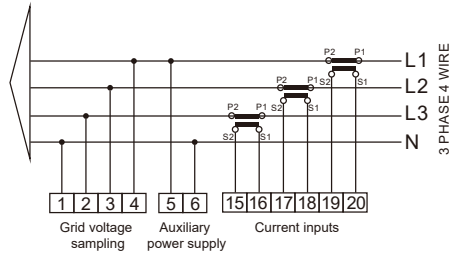 P2 P1
L1
S2 S1
P2 P1
L2
S2 S1
P2 P1
L3
S2 S1
N
3 PHASE 4 WIRE
1 2 3 4 5 6 15 16 17 18 19 20
Grid voltage sampling
Auxiliary power supply
Current inputs